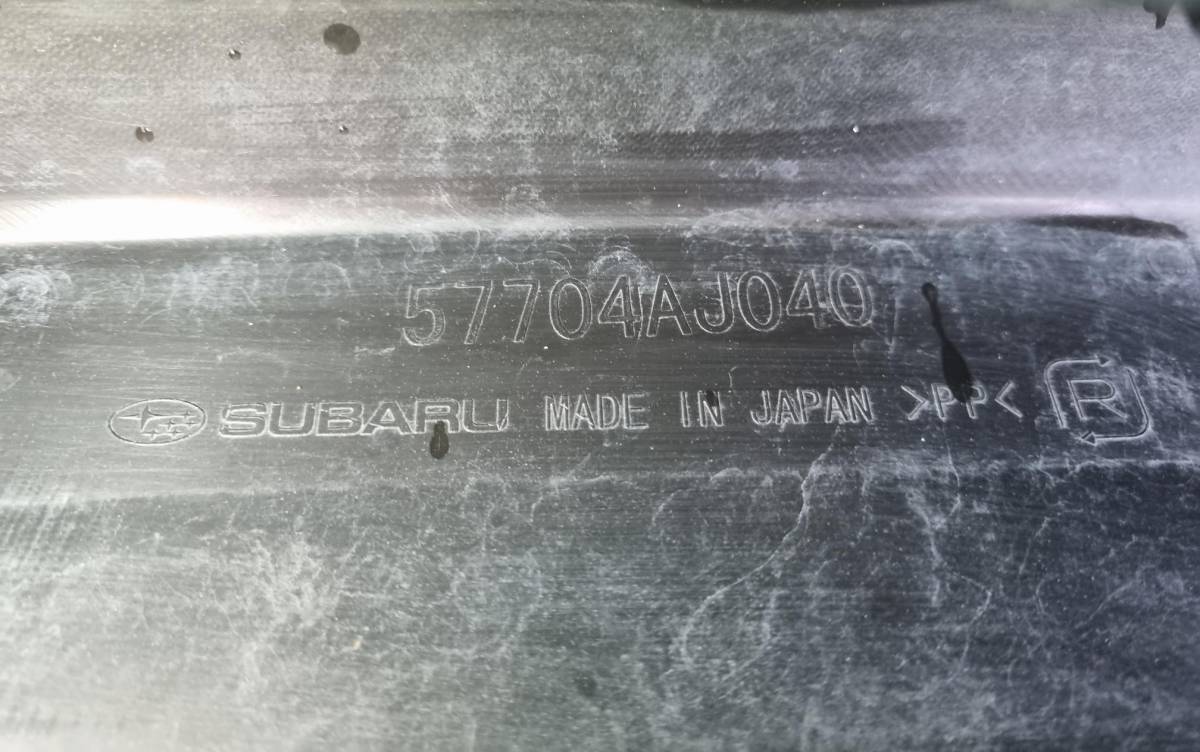 57704AJ040
SUBARU MADE IN JAPAN >PP< R